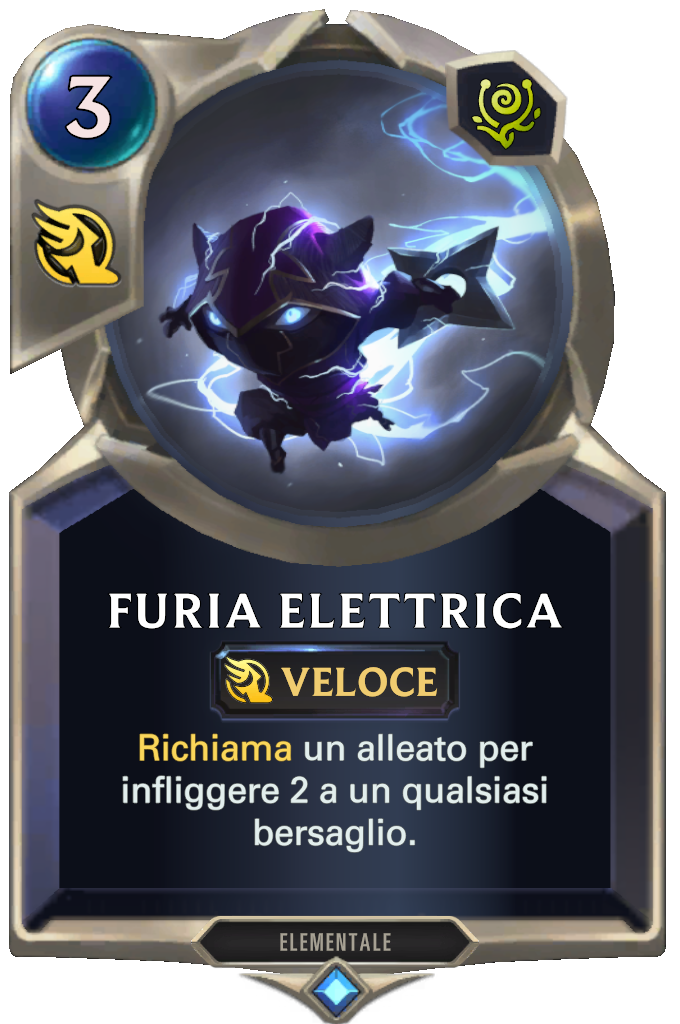 3
FURIA ELETTRICA
VELOCE
Richiama un alleato per
infliggere 2 a un qualsiasi
bersaglio.
ELEMENTALE